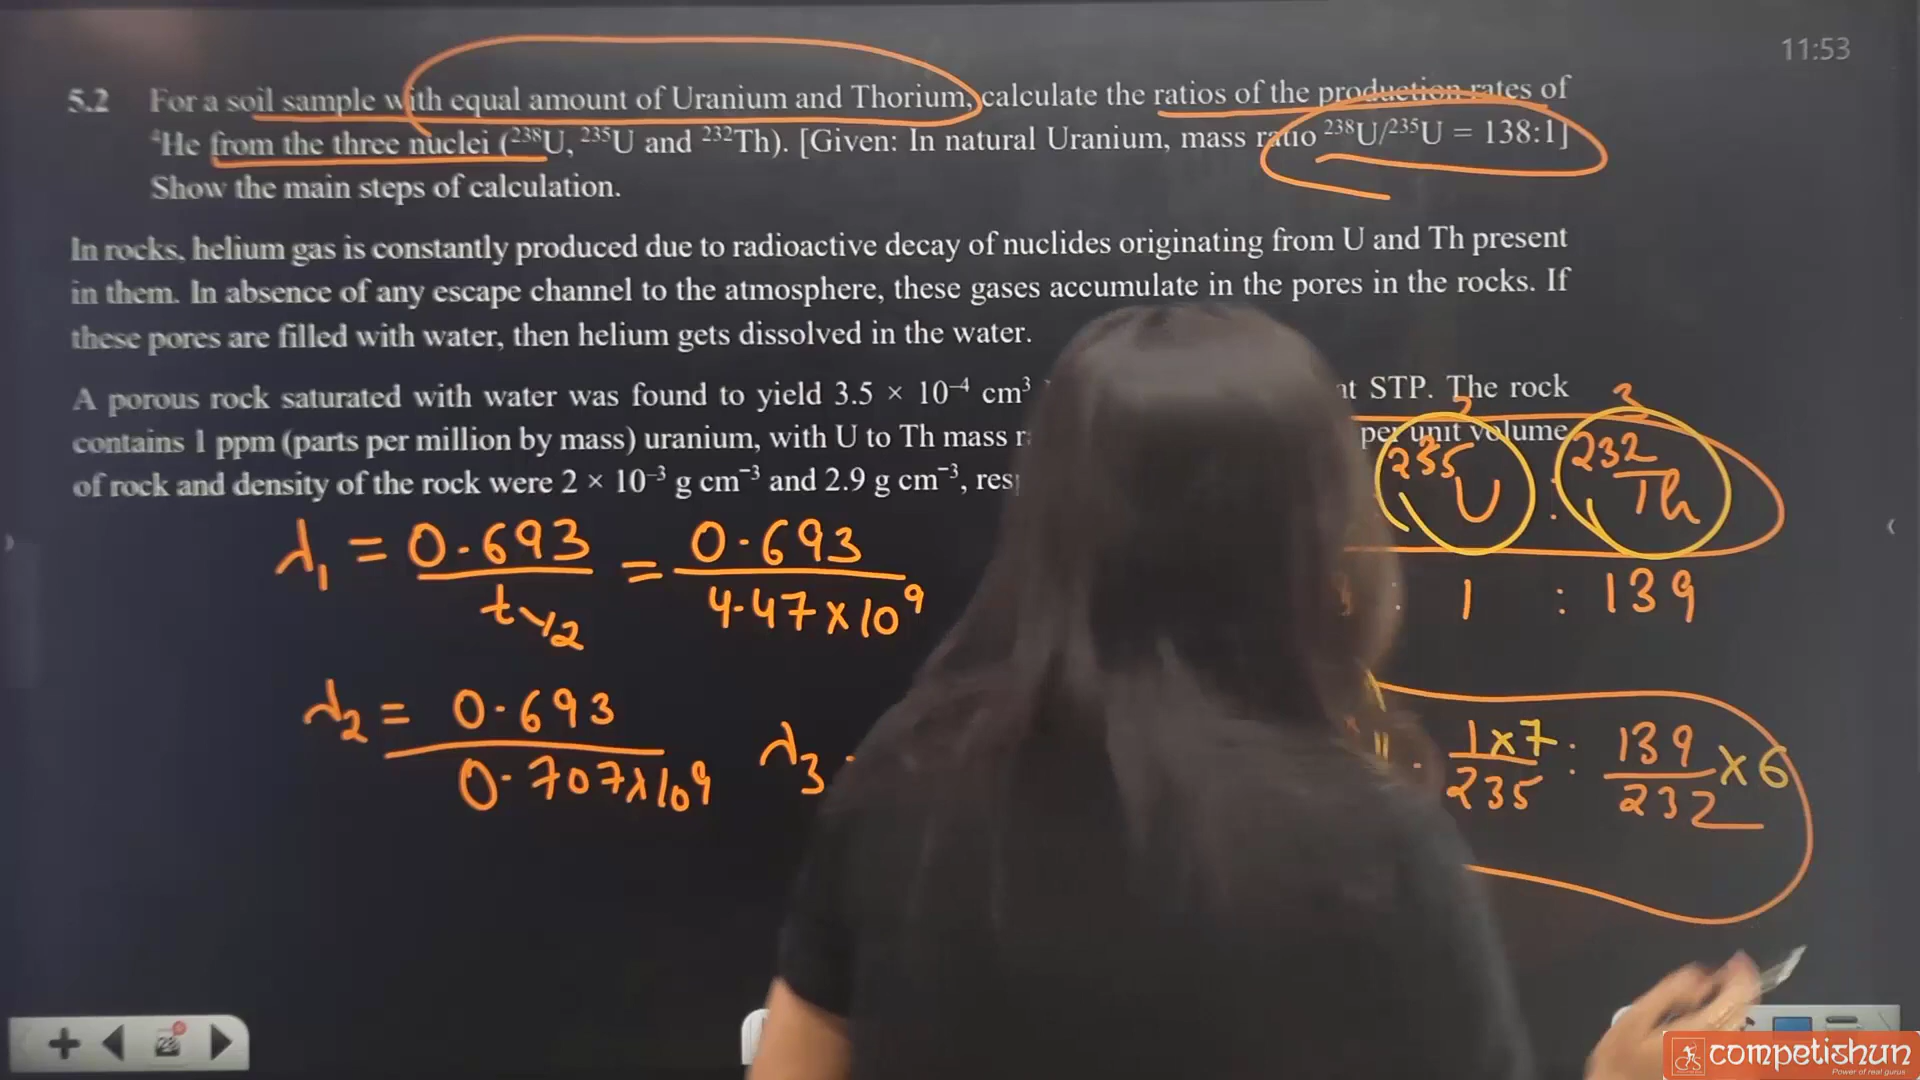 11:53
5.2 For a soil sample with equal amount of Uranium and Thorium, calculate the ratios of the production rates of
⁴He from the three nuclei (²³⁸U, ²³⁵U and ²³²Th). [Given: In natural Uranium, mass ratio ²³⁸U/²³⁵U = 138:1]
Show the main steps of calculation.
In rocks, helium gas is constantly produced due to radioactive decay of nuclides originating from U and Th present
in them. In absence of any escape channel to the atmosphere, these gases accumulate in the pores in the rocks. If
these pores are filled with water, then helium gets dissolved in the water.
A porous rock saturated with water was found to yield 3.5 × 10⁻⁴ cm³ at STP. The rock
contains 1 ppm (parts per million by mass) uranium, with U to Th mass per unit volume
of rock and density of the rock were 2 × 10⁻³ g cm⁻³ and 2.9 g cm⁻³,
²³⁵U : ²³²Th
λ₁ = 0.693/t½ = 0.693/4.47×10⁹
: 1 : 139
λ₂ = 0.693/0.707×10⁹ λ₃
1×7/235 : 139/232 ×6
competishun
Power of real gurus